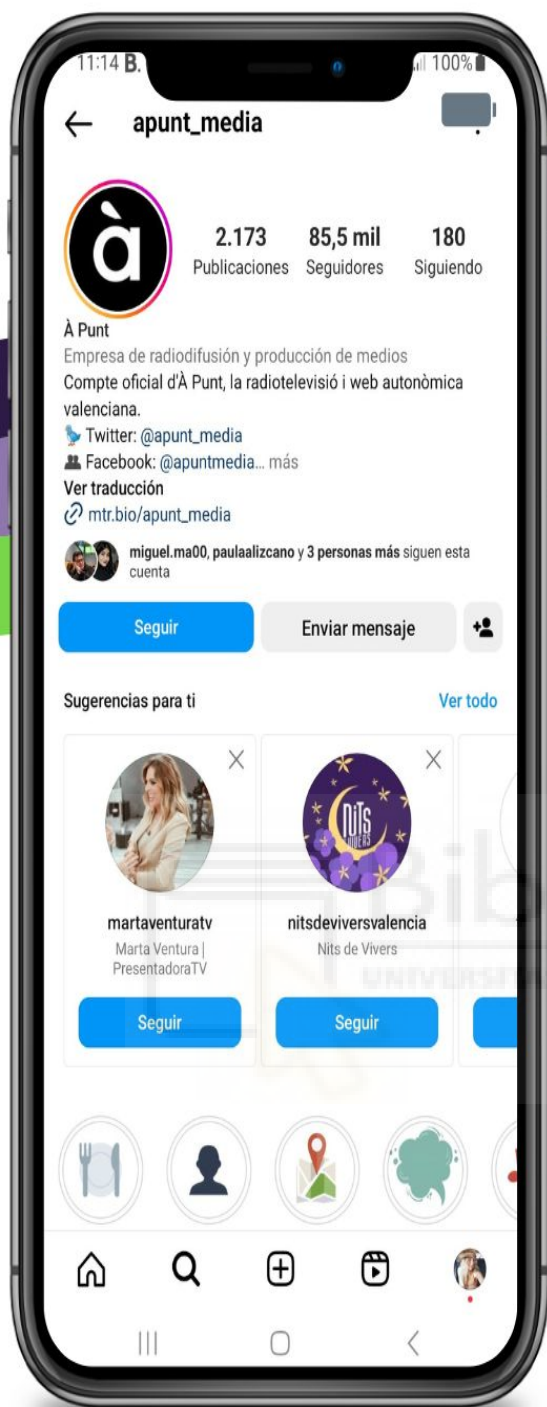 11:14 B.
100%
apunt_media
à
2.173
85,5 mil
180
Publicaciones
Seguidores
Siguiendo
À Punt
Empresa de radiodifusión y producción de medios
Compte oficial d'À Punt, la radiotelevisió i web autonòmica
valenciana.
Twitter: @apunt_media
Facebook: @apuntmedia... más
Ver traducción
mtr.bio/apunt_media
miguel.ma00, paulaalizcano y 3 personas más siguen esta
cuenta
Seguir
Enviar mensaje
Sugerencias para ti
Ver todo
NiTS
VIVERS
martaventuratv
nitsdeviversvalencia
Marta Ventura |
PresentadoraTV
Nits de Vivers
Seguir
Seguir
Bib
UNIVERSITA